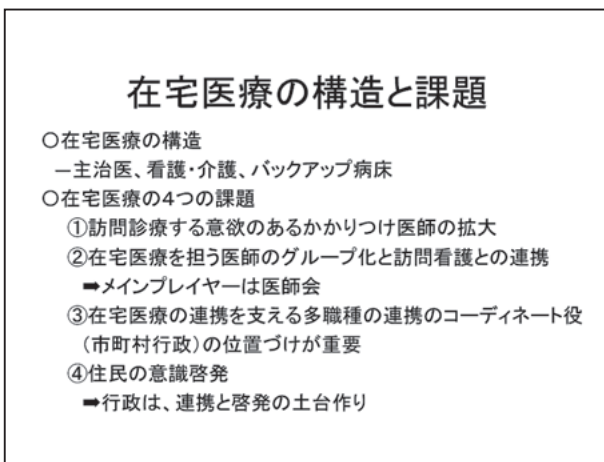 在宅医療の構造と課題
○在宅医療の構造
―主治医、看護・介護、バックアップ病床
○在宅医療の4つの課題
①訪問診療する意欲のあるかかりつけ医師の拡大
②在宅医療を担う医師のグループ化と訪問看護との連携
➡メインプレイヤーは医師会
③在宅医療の連携を支える多職種の連携のコーディネート役
（市町村行政）の位置づけが重要
④住民の意識啓発
➡行政は、連携と啓発の土台作り